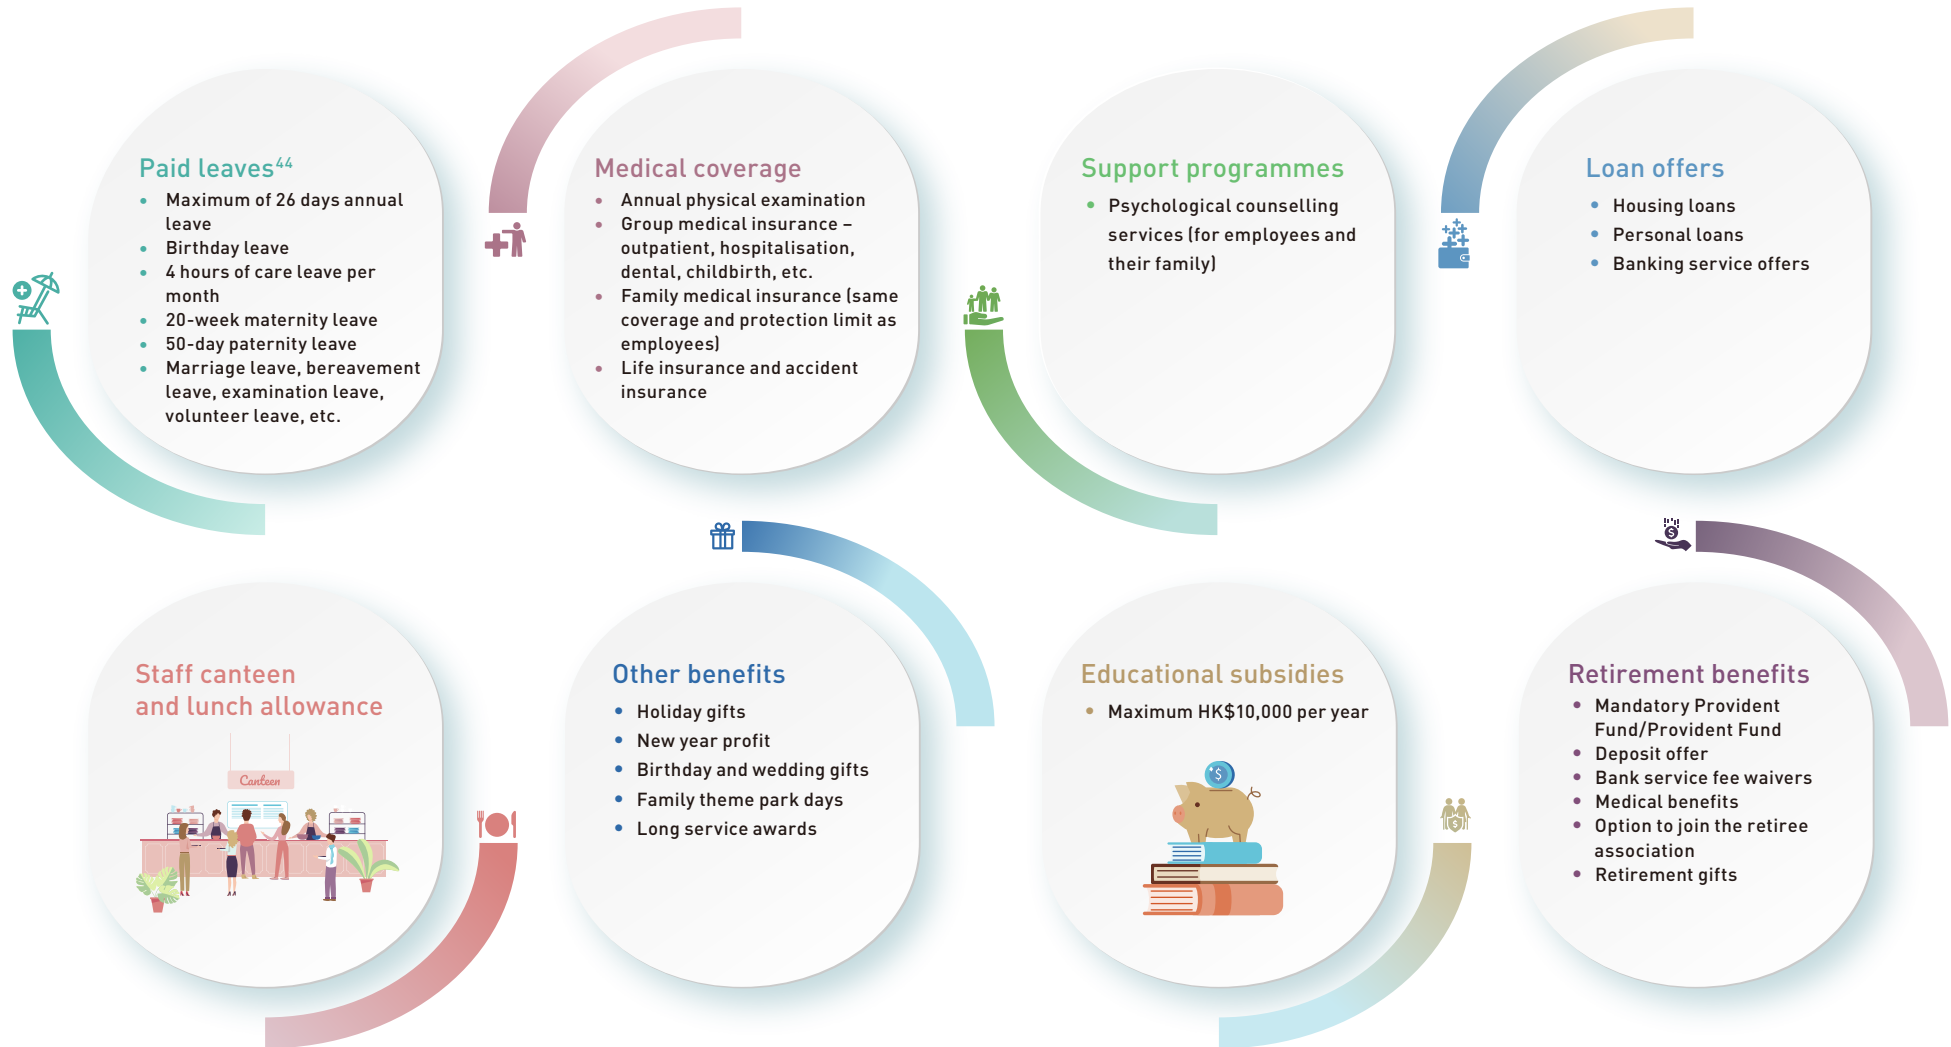 Paid leaves44
• Maximum of 26 days annual
leave
• Birthday leave
• 4 hours of care leave per
month
• 20-week maternity leave
• 50-day paternity leave
• Marriage leave, bereavement
leave, examination leave,
volunteer leave, etc.
Medical coverage
• Annual physical examination
• Group medical insurance –
outpatient, hospitalisation,
dental, childbirth, etc.
• Family medical insurance (same
coverage and protection limit as
employees)
• Life insurance and accident
insurance
Support programmes
• Psychological counselling
services (for employees and
their family)
Loan offers
• Housing loans
• Personal loans
• Banking service offers
Staff canteen
and lunch allowance
Canteen
Other benefits
• Holiday gifts
• New year profit
• Birthday and wedding gifts
• Family theme park days
• Long service awards
Educational subsidies
• Maximum HK$10,000 per year
$
$
Retirement benefits
• Mandatory Provident
Fund/Provident Fund
• Deposit offer
• Bank service fee waivers
• Medical benefits
• Option to join the retiree
association
• Retirement gifts
$